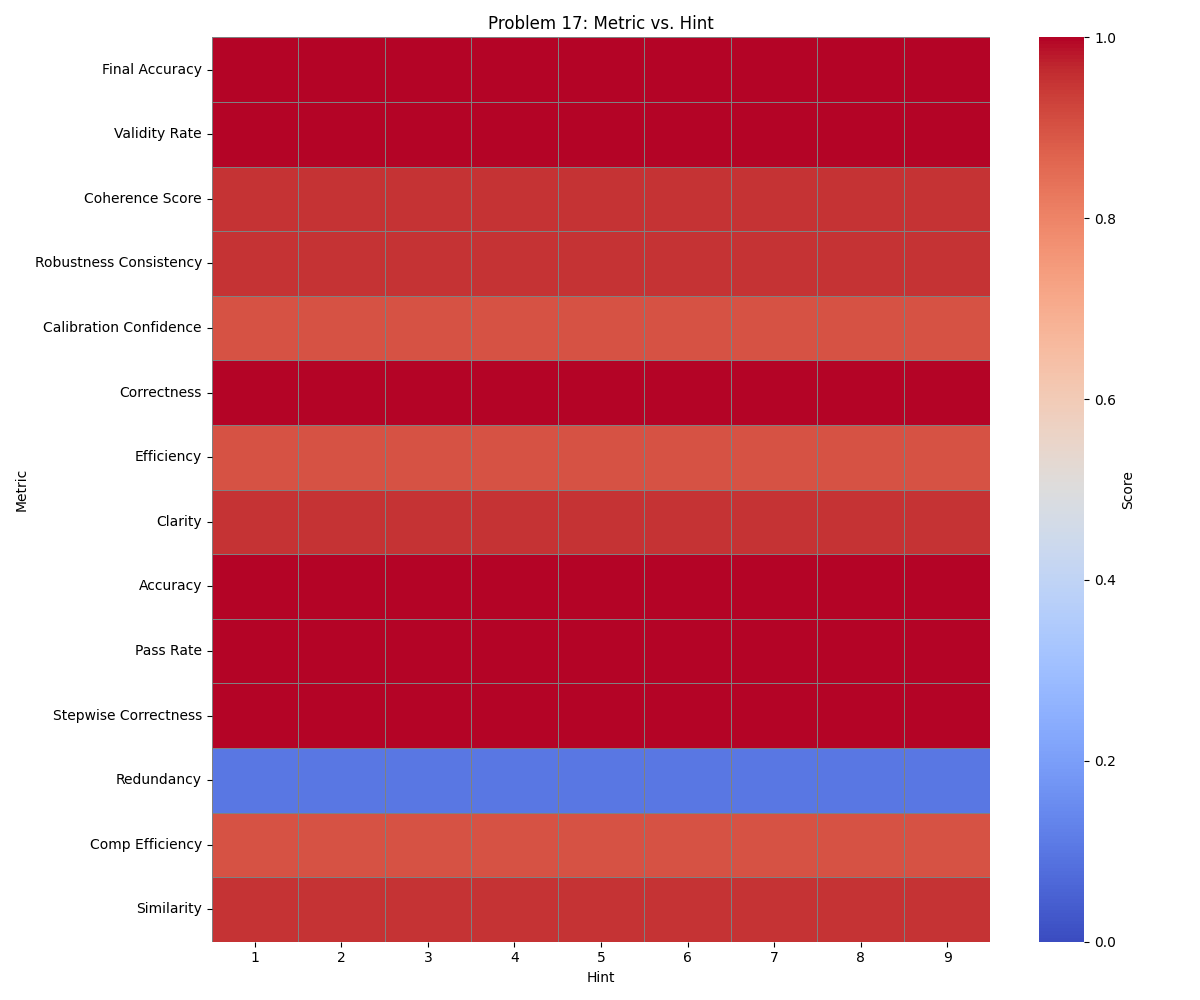 Problem 17: Metric vs. Hint
Final Accuracy
Validity Rate
Coherence Score
Robustness Consistency
Calibration Confidence
Correctness
Efficiency
Clarity
Accuracy
Pass Rate
Stepwise Correctness
Redundancy
Comp Efficiency
Similarity
Metric
1 2 3 4 5 6 7 8 9
Hint
1.0
0.8
0.6
0.4
0.2
0.0
Score